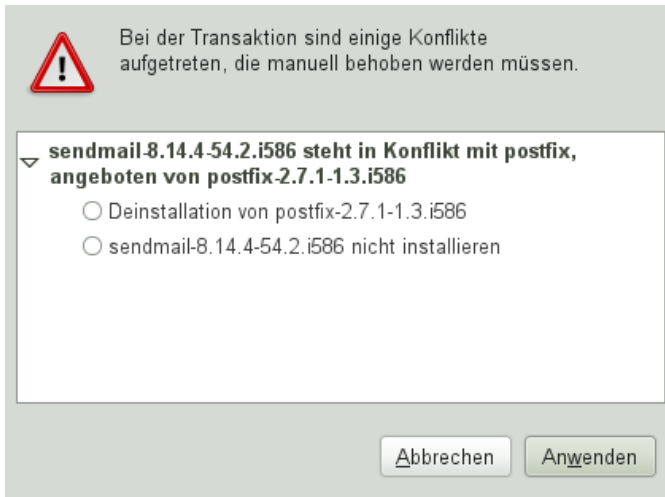 Bei der Transaktion sind einige Konflikte
aufgetreten, die manuell behoben werden müssen.
sendmail-8.14.4-54.2.i586 steht in Konflikt mit postfix,
angeboten von postfix-2.7.1-1.3.i586
Deinstallation von postfix-2.7.1-1.3.i586
sendmail-8.14.4-54.2.i586 nicht installieren
Abbrechen
Anwenden